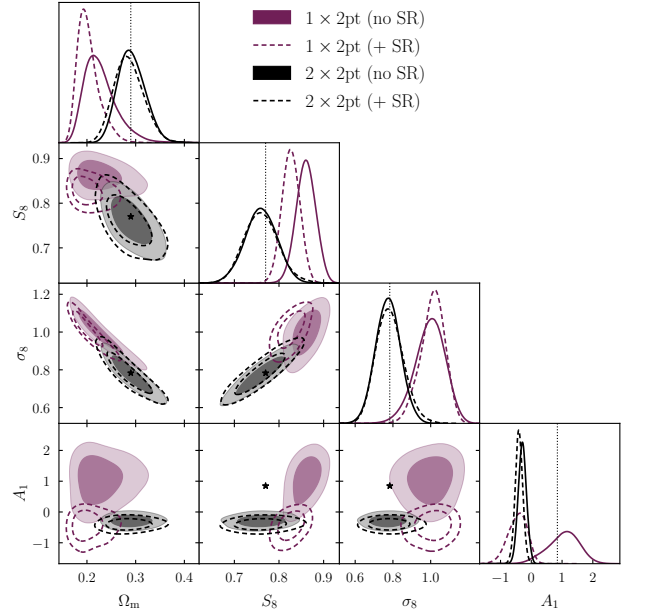 1 × 2pt (no SR)
1 × 2pt (+ SR)
2 × 2pt (no SR)
2 × 2pt (+ SR)
0.9
0.8
0.7
S₈
1.2
1.0
0.8
0.6
σ₈
2
1
0
−1
A₁
0.2 0.3 0.4
0.7 0.8 0.9
0.6 0.8 1.0
−1 0 1 2
Ωₘ S₈ σ₈ A₁